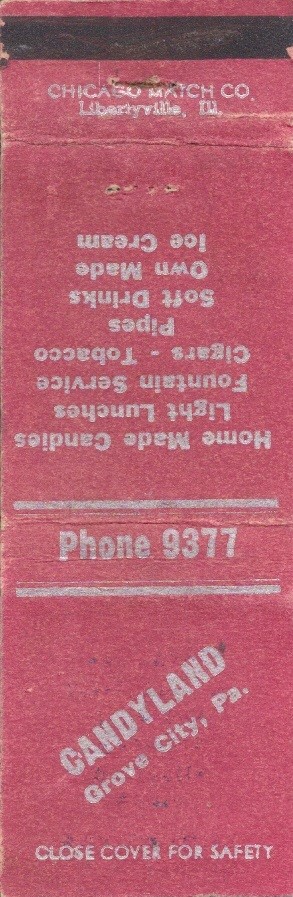 CHICAGO MATCH CO.
Libertyville, Ill.
Home Made Candies
Light Lunches
Fountain Service
Cigars - Tobacco
Pipes
Soft Drinks
Own Made
Ice Cream
Phone 9377
CANDYLAND
Grove City, Pa.
CLOSE COVER FOR SAFETY